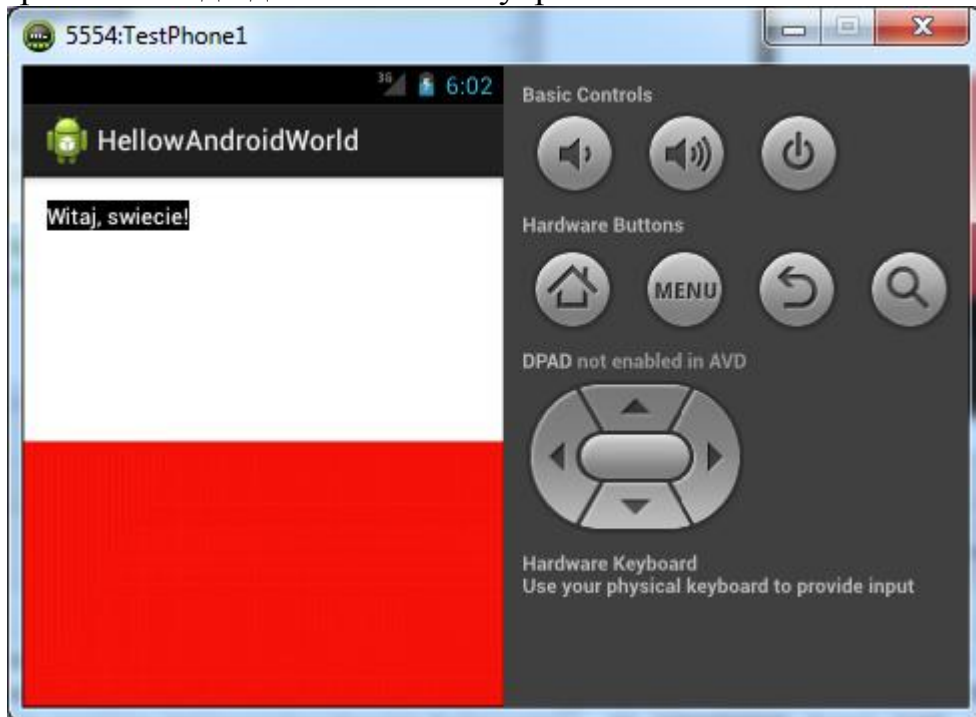 5554:TestPhone1
3G 6:02
HellowAndroidWorld
Witaj, swiecie!
Basic Controls
Hardware Buttons
MENU
DPAD not enabled in AVD
Hardware Keyboard
Use your physical keyboard to provide input